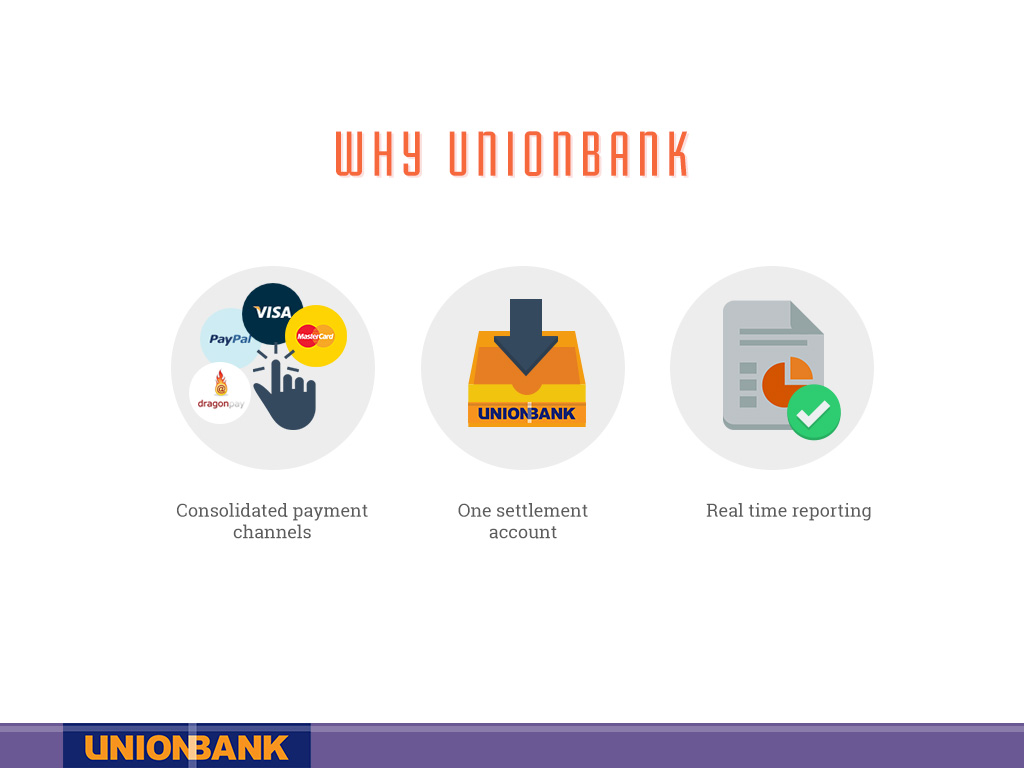 WHY UNIONBANK
VISA
PayPal
MasterCard
dragonpay
UNIONBANK
Consolidated payment
channels
One settlement
account
Real time reporting
UNIONBANK